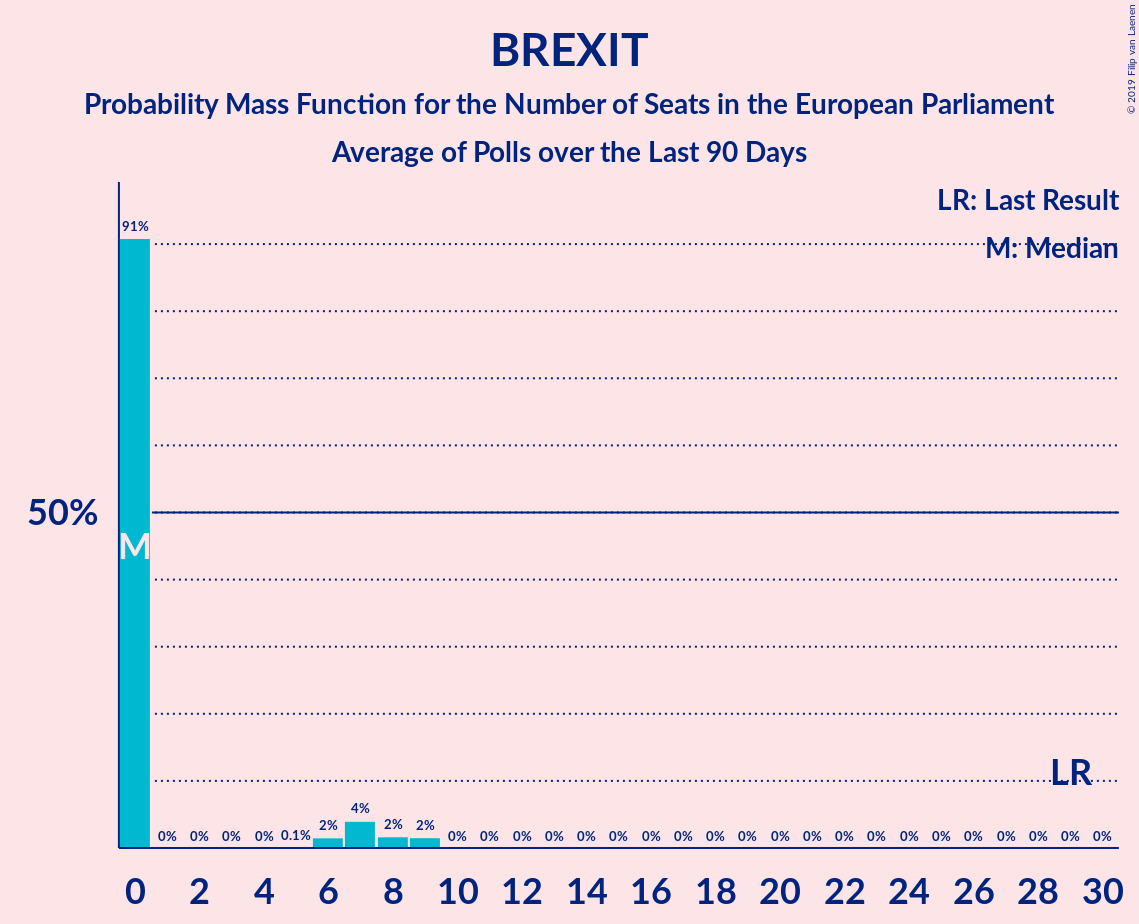 BREXIT
Probability Mass Function for the Number of Seats in the European Parliament
Average of Polls over the Last 90 Days
© 2019 Filip van Laenen
LR: Last Result
M: Median
91%
50%
M
LR
0% 0% 0% 0% 0.1% 2% 4% 2% 2% 0% 0% 0% 0% 0% 0% 0% 0% 0% 0% 0% 0% 0% 0% 0% 0% 0% 0% 0% 0% 0%
0 2 4 6 8 10 12 14 16 18 20 22 24 26 28 30